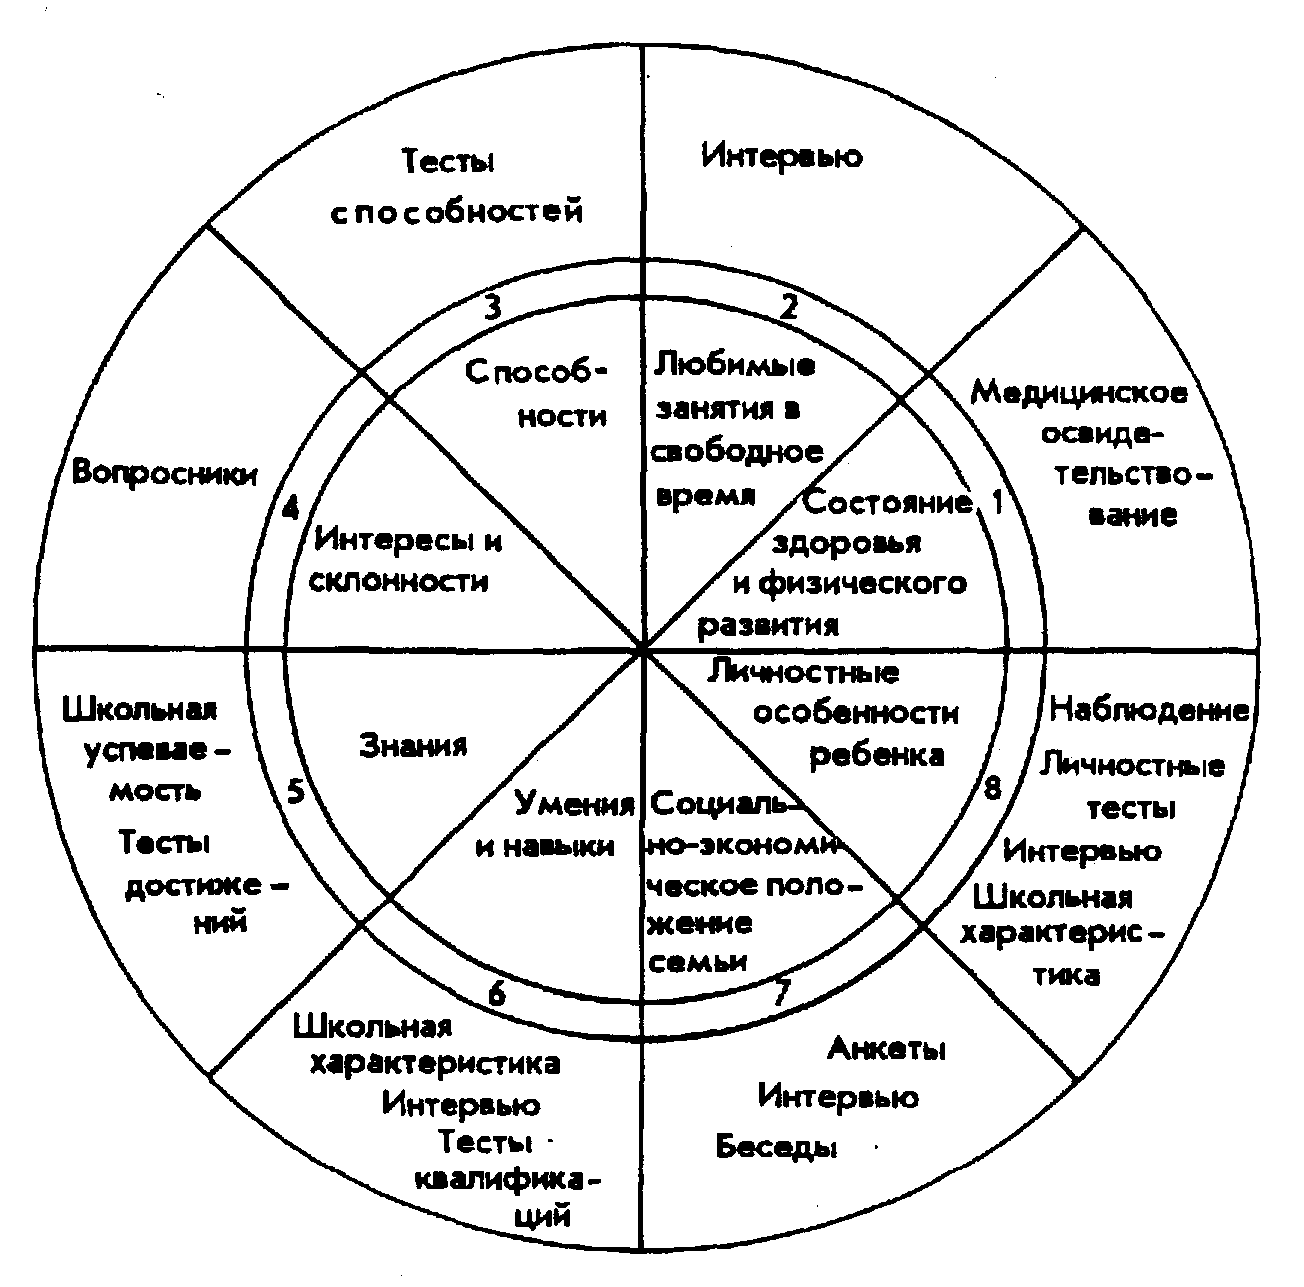 Тесты
способностей
Интервью
3
2
Способ-
ности
Любимые
занятия в
свободное
время
Медицинское
освиде-
тельство-
вание
1
Состояние
здоровья
и физического
развития
Вопросники
4
Интересы и
склонности
Школьная
успевае-
мость
Тесты
достиже-
ний
5
Знания
Личностные
особенности
ребенка
8
Наблюдение
Личностные
тесты
Интервью
Школьная
характерис-
тика
Умения
и навыки
6
Социаль-
но-экономи-
ческое поло-
жение
семьи
7
Школьная
характеристика
Интервью
Тесты
квалифика-
ций
Анкеты
Интервью
Беседы